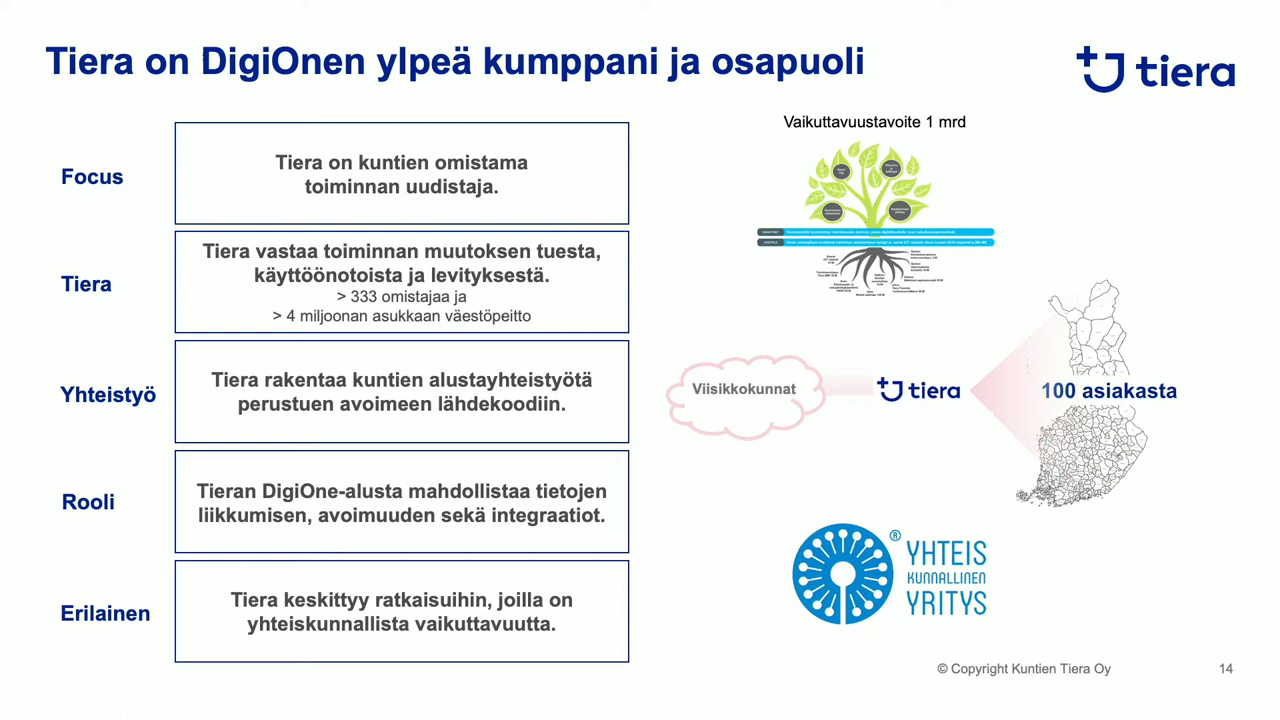 Tiera on DigiOnen ylpeä kumppani ja osapuoli
tiera
Focus
Tiera on kuntien omistama
toiminnan uudistaja.
Tiera
Tiera vastaa toiminnan muutoksen tuesta,
käyttöönotoista ja levityksestä.
> 333 omistajaa ja
> 4 miljoonan asukkaan väestöpeitto
Yhteistyö
Tiera rakentaa kuntien alustayhteistyötä
perustuen avoimeen lähdekoodiin.
Rooli
Tieran DigiOne-alusta mahdollistaa tietojen
liikkumisen, avoimuuden sekä integraatiot.
Erilainen
Tiera keskittyy ratkaisuihin, joilla on
yhteiskunnallista vaikuttavuutta.
Vaikuttavuustavoite 1 mrd
Viisikkokunnat
tiera
100 asiakasta
®
YHTEIS
KUNNALLINEN
YRITYS
© Copyright Kuntien Tiera Oy
14